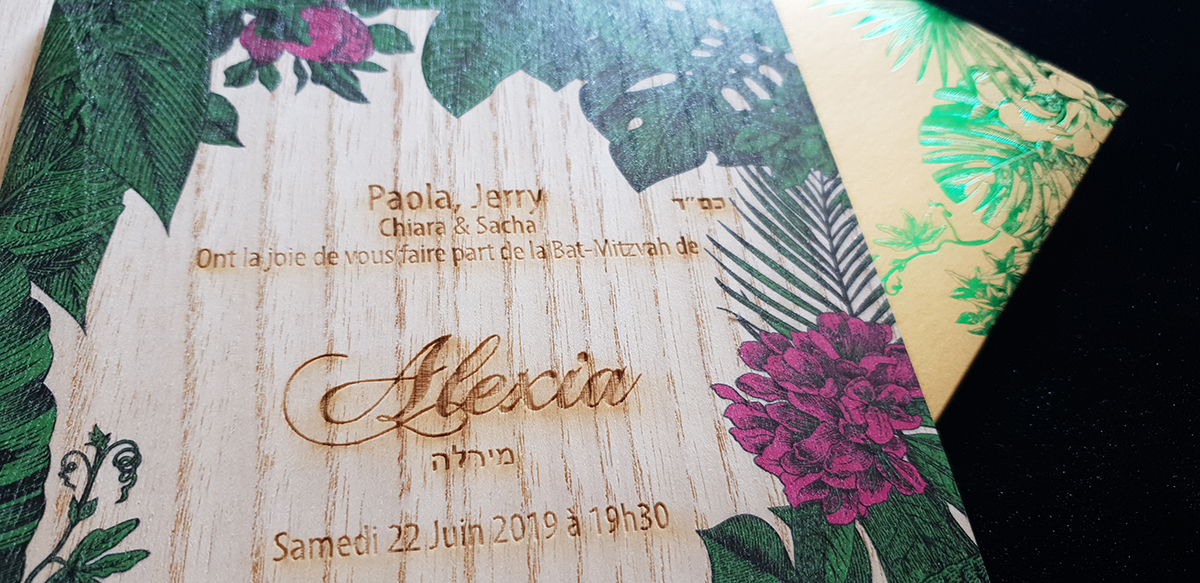 בס״ד
Paola, Jerry
Chiara & Sacha
Ont la joie de vous faire part de la Bat-Mitzvah de
Alexia
מירלה
Samedi 22 Juin 2019 à 19h30